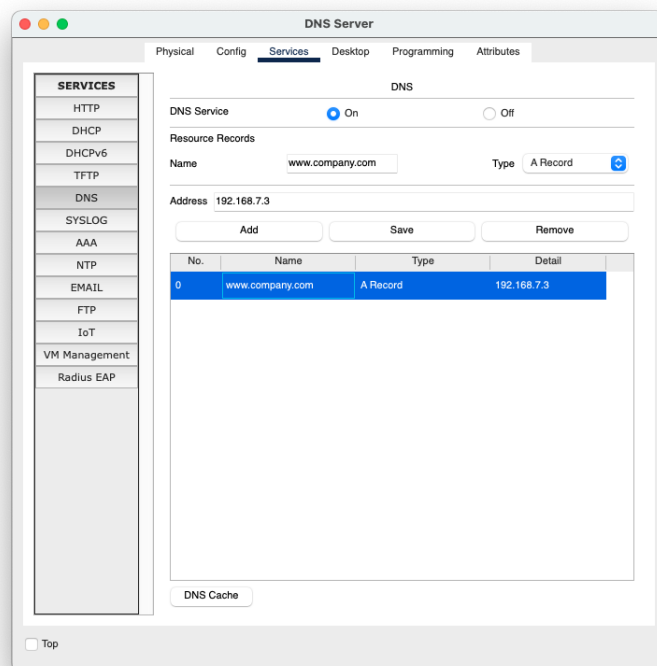 DNS Server
Physical Config Services Desktop Programming Attributes
SERVICES
HTTP
DHCP
DHCPv6
TFTP
DNS
SYSLOG
AAA
NTP
EMAIL
FTP
IoT
VM Management
Radius EAP
DNS
DNS Service On Off
Resource Records
Name www.company.com Type A Record
Address 192.168.7.3
Add Save Remove
No. Name Type Detail
0 www.company.com A Record 192.168.7.3
DNS Cache
Top